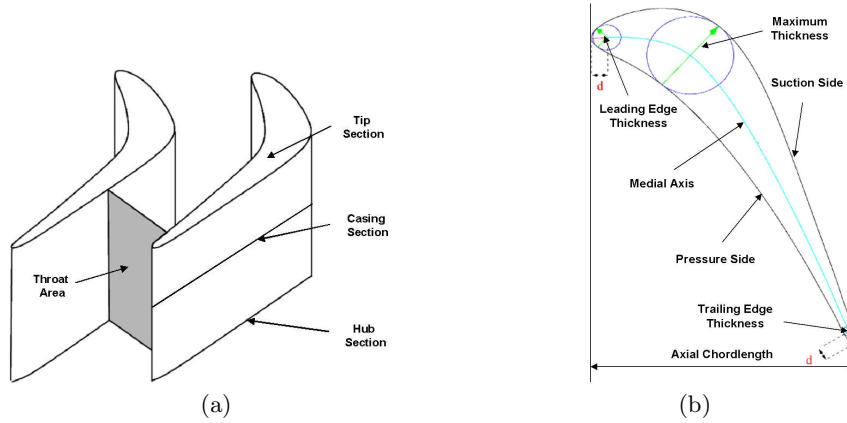 Tip
Section
Casing
Section
Throat
Area
Hub
Section
(a)
Maximum
Thickness
Suction Side
d
Leading Edge
Thickness
Medial Axis
Pressure Side
Trailing Edge
Thickness
Axial Chordlength
d
(b)